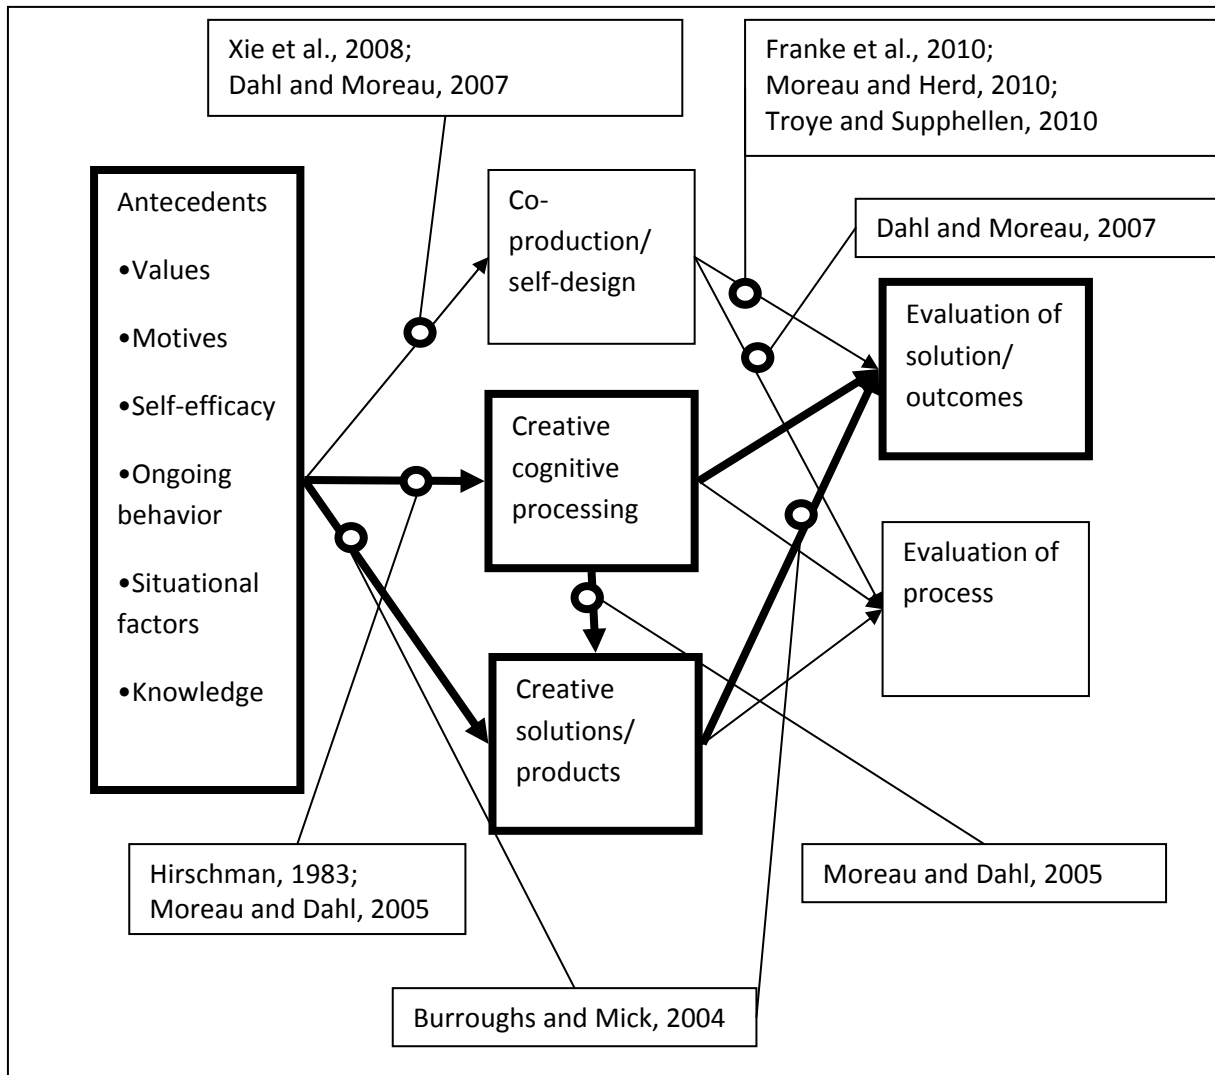 Xie et al., 2008;
Dahl and Moreau, 2007
Franke et al., 2010;
Moreau and Herd, 2010;
Troye and Supphellen, 2010
Dahl and Moreau, 2007
Antecedents
•Values
•Motives
•Self-efficacy
•Ongoing
behavior
•Situational
factors
•Knowledge
Co-
production/
self-design
Creative
cognitive
processing
Creative
solutions/
products
Evaluation of
solution/
outcomes
Evaluation of
process
Hirschman, 1983;
Moreau and Dahl, 2005
Moreau and Dahl, 2005
Burroughs and Mick, 2004